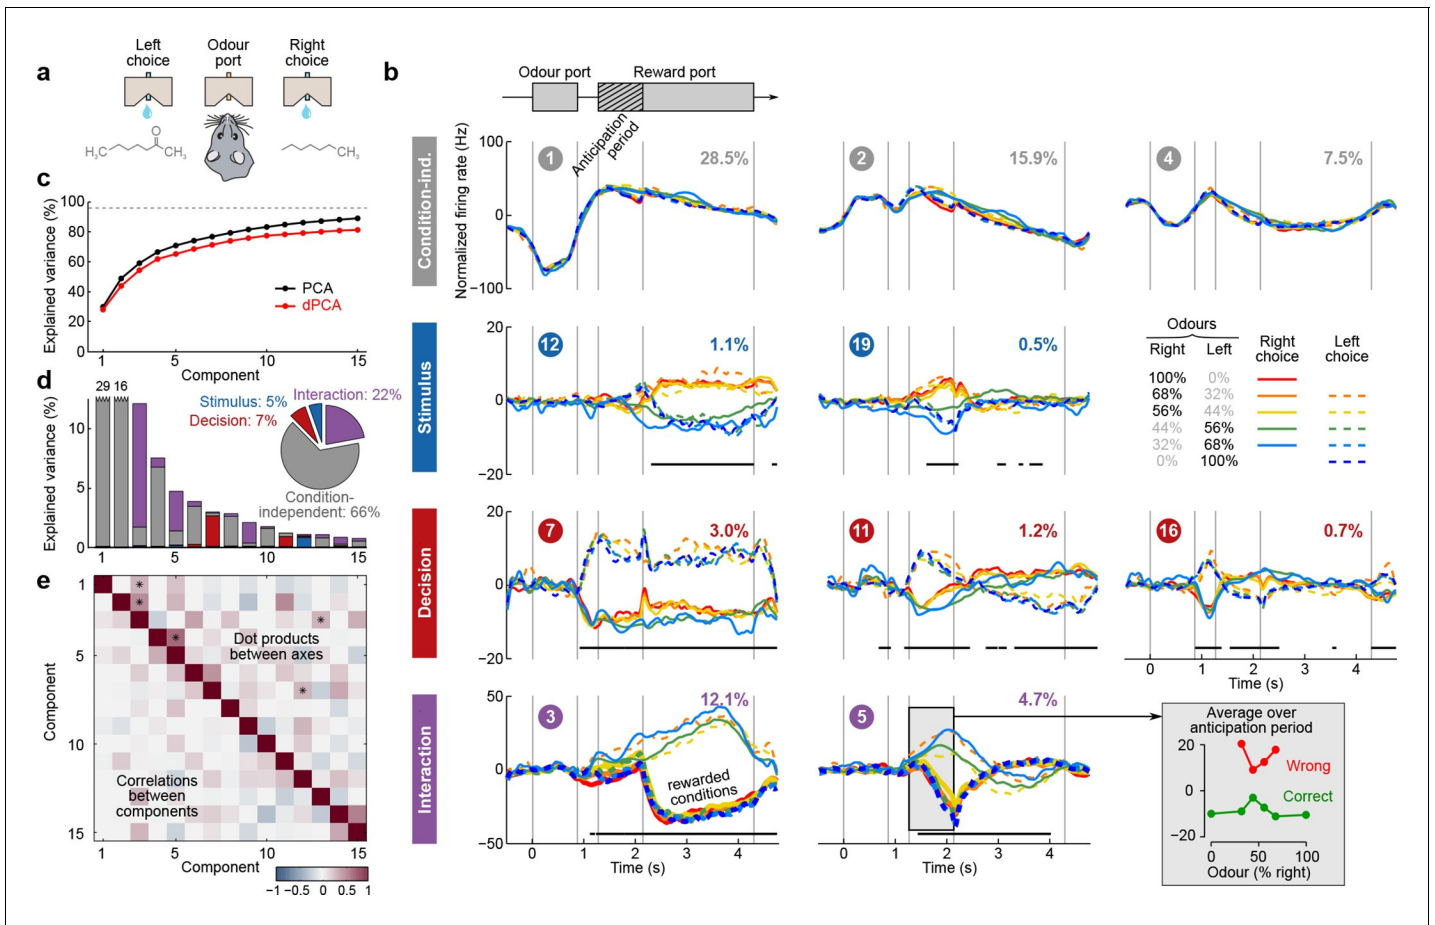 a
Left choice
Odour port
Right choice
O
H₃C
CH₃
CH₃
b
Odour port
Reward port
Anticipation period
Condition-ind.
Normalized firing rate (Hz)
100
0
−100
1
28.5%
2
15.9%
4
7.5%
c
Explained variance (%)
100
80
60
40
20
0
PCA
dPCA
1
5
10
15
Component
Stimulus
20
0
−20
12
1.1%
19
0.5%
Odours
Right
Left
Right choice
Left choice
100%
0%
68%
32%
56%
44%
44%
56%
32%
68%
0%
100%
d
Explained variance (%)
29
16
10
5
0
1
5
10
15
Stimulus: 5%
Interaction: 22%
Decision: 7%
Condition-
independent: 66%
Decision
20
0
−20
7
3.0%
11
1.2%
16
0.7%
0
1
2
3
4
Time (s)
e
Component
1
5
10
15
*
*
*
*
*
Dot products
between axes
Correlations
between
components
1
5
10
15
Component
−1
−0.5
0
0.5
1
Interaction
50
0
−50
3
12.1%
rewarded
conditions
0
1
2
3
4
Time (s)
5
4.7%
0
1
2
3
4
Time (s)
Average over
anticipation period
20
0
−20
Wrong
Correct
0
50
100
Odour (% right)